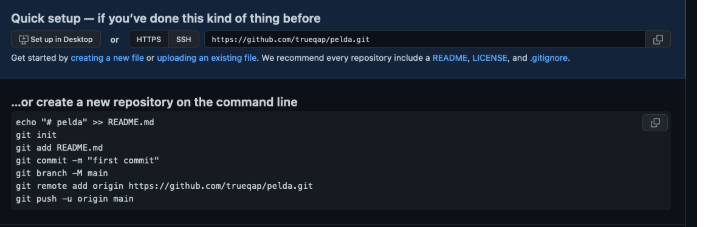 Quick setup — if you've done this kind of thing before
Set up in Desktop or HTTPS SSH https://github.com/trueqap/pelda.git
Get started by creating a new file or uploading an existing file. We recommend every repository include a README, LICENSE, and .gitignore.
...or create a new repository on the command line
echo "# pelda" >> README.md
git init
git add README.md
git commit -m "first commit"
git branch -M main
git remote add origin https://github.com/trueqap/pelda.git
git push -u origin main